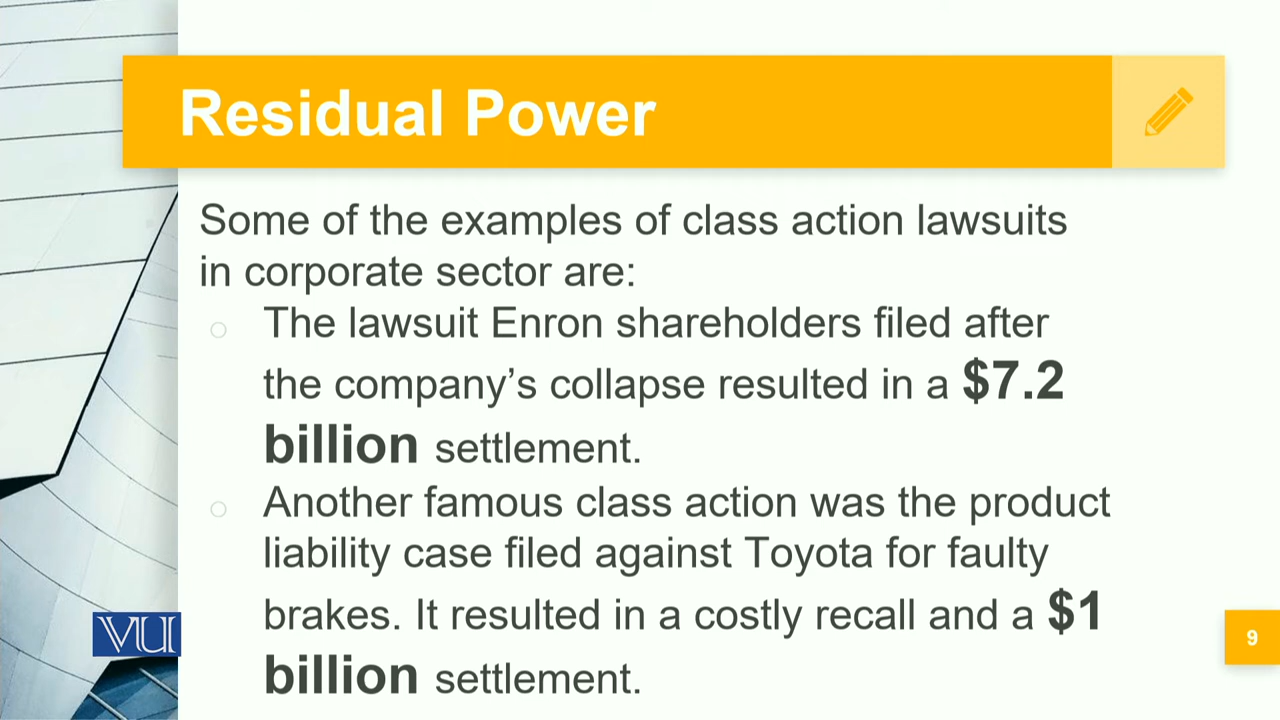 Residual Power
Some of the examples of class action lawsuits
in corporate sector are:
○ The lawsuit Enron shareholders filed after
the company’s collapse resulted in a $7.2
billion settlement.
○ Another famous class action was the product
liability case filed against Toyota for faulty
brakes. It resulted in a costly recall and a $1
billion settlement.
VU
9